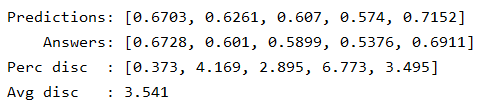 Predictions: [0.6703, 0.6261, 0.607, 0.574, 0.7152]
Answers: [0.6728, 0.601, 0.5899, 0.5376, 0.6911]
Perc disc : [0.373, 4.169, 2.895, 6.773, 3.495]
Avg disc : 3.541